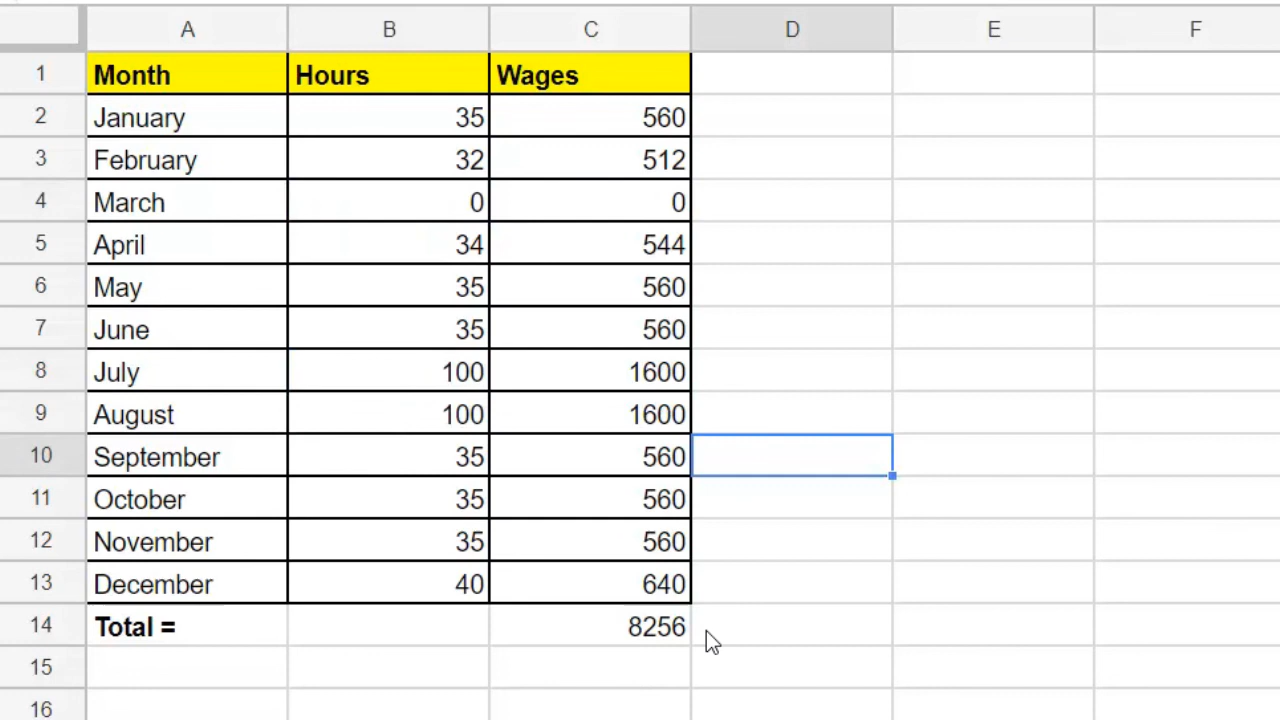 A B C D E F
1 Month Hours Wages
2 January 35 560
3 February 32 512
4 March 0 0
5 April 34 544
6 May 35 560
7 June 35 560
8 July 100 1600
9 August 100 1600
10 September 35 560
11 October 35 560
12 November 35 560
13 December 40 640
14 Total = 8256
15
16